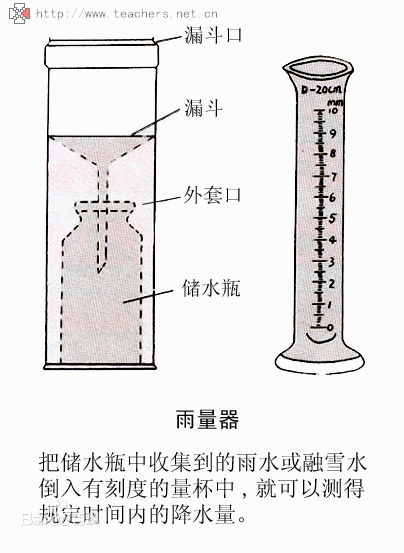 http://www.teachers.net.cn
漏斗口
漏斗
外套口
储水瓶
D-20cm
mm
10
9
8
7
6
5
4
3
2
1
0
雨量器
把储水瓶中收集到的雨水或融雪水
倒入有刻度的量杯中，就可以测得
规定时间内的降水量。